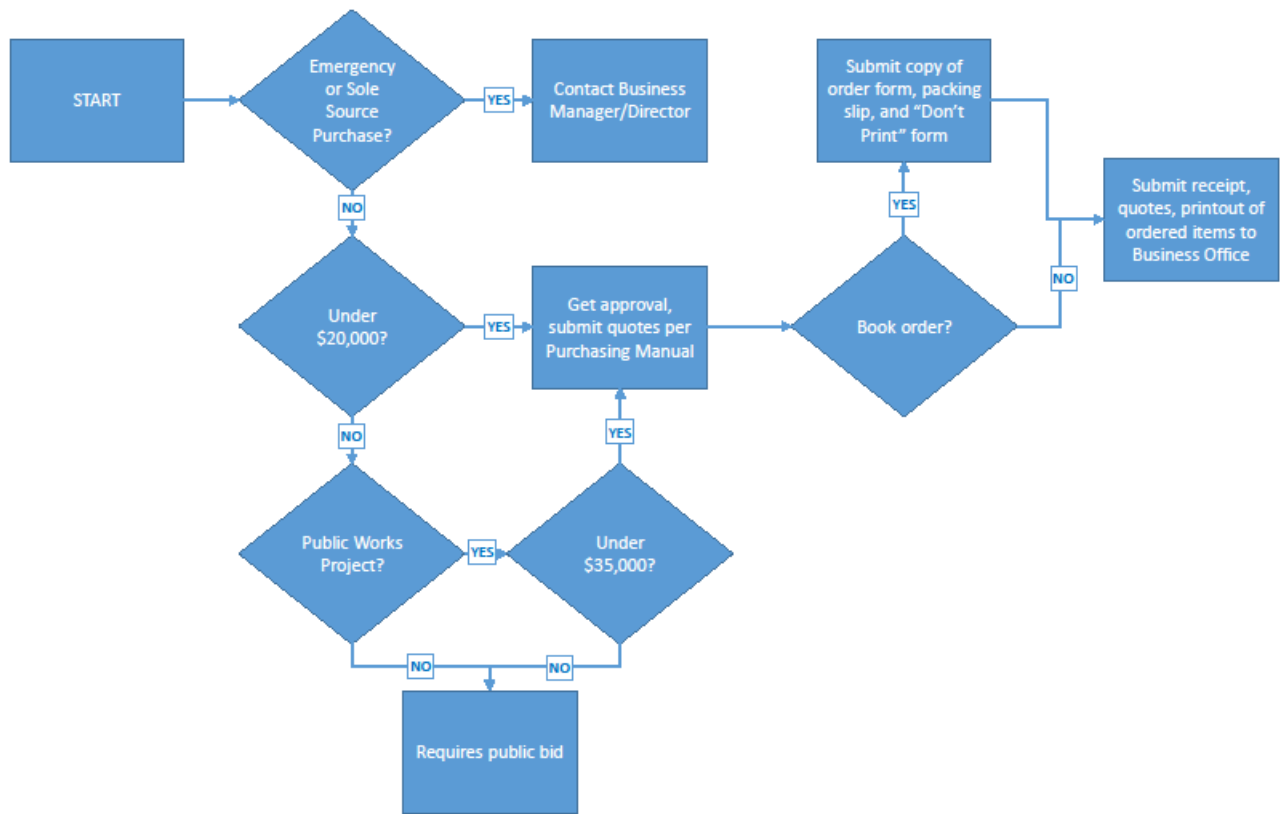 START
Emergency
or Sole
Source
Purchase?
YES
Contact Business
Manager/Director
NO
Under
$20,000?
YES
Get approval,
submit quotes per
Purchasing Manual
NO
Public Works
Project?
YES
Under
$35,000?
YES
NO
NO
Requires public bid
Book order?
YES
Submit copy of
order form, packing
slip, and “Don’t
Print” form
NO
Submit receipt,
quotes, printout of
ordered items to
Business Office